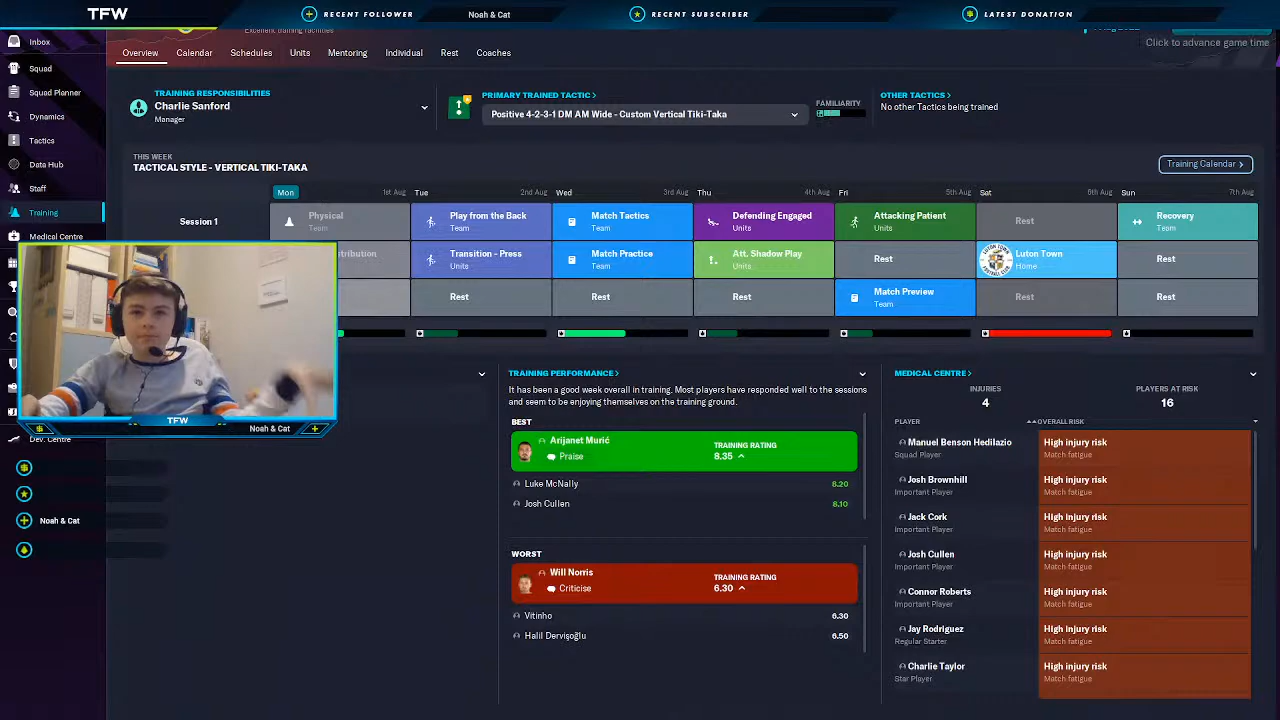 TFW
RECENT FOLLOWER
Noah & Cat
RECENT SUBSCRIBER
LATEST DONATION
Excellent training facilities
Click to advance game time
Inbox
Squad
Squad Planner
Dynamics
Tactics
Data Hub
Staff
Training
Medical Centre
Dev. Centre
Overview
Calendar
Schedules
Units
Mentoring
Individual
Rest
Coaches
TRAINING RESPONSIBILITIES
Charlie Sanford
Manager
PRIMARY TRAINED TACTIC >
Positive 4-2-3-1 DM AM Wide - Custom Vertical Tiki-Taka
FAMILIARITY
OTHER TACTICS >
No other Tactics being trained
THIS WEEK
TACTICAL STYLE - VERTICAL TIKI-TAKA
Training Calendar >
Mon 1st Aug
Tue 2nd Aug
Wed 3rd Aug
Thu 4th Aug
Fri 5th Aug
Sat 6th Aug
Sun 7th Aug
Session 1
Physical
Team
Play from the Back
Team
Match Tactics
Team
Defending Engaged
Units
Attacking Patient
Units
Rest
Recovery
Team
Transition - Press
Units
Match Practice
Team
Att. Shadow Play
Units
Rest
Luton Town
Home
Rest
Rest
Rest
Rest
Match Preview
Team
Rest
Rest
TFW
Noah & Cat
Noah & Cat
TRAINING PERFORMANCE >
It has been a good week overall in training. Most players have responded well to the sessions
and seem to be enjoying themselves on the training ground.
BEST
Arijanet Murić
Praise
TRAINING RATING
8.35
Luke McNally 8.20
Josh Cullen 8.10
WORST
Will Norris
Criticise
TRAINING RATING
6.30
Vitinho 6.30
Halil Dervişoğlu 6.50
MEDICAL CENTRE >
INJURIES
4
PLAYERS AT RISK
16
PLAYER
OVERALL RISK
Manuel Benson Hedilazio
Squad Player
High injury risk
Match fatigue
Josh Brownhill
Important Player
High injury risk
Match fatigue
Jack Cork
Important Player
High injury risk
Match fatigue
Josh Cullen
Important Player
High injury risk
Match fatigue
Connor Roberts
Important Player
High injury risk
Match fatigue
Jay Rodriguez
Regular Starter
High injury risk
Match fatigue
Charlie Taylor
Star Player
High injury risk
Match fatigue